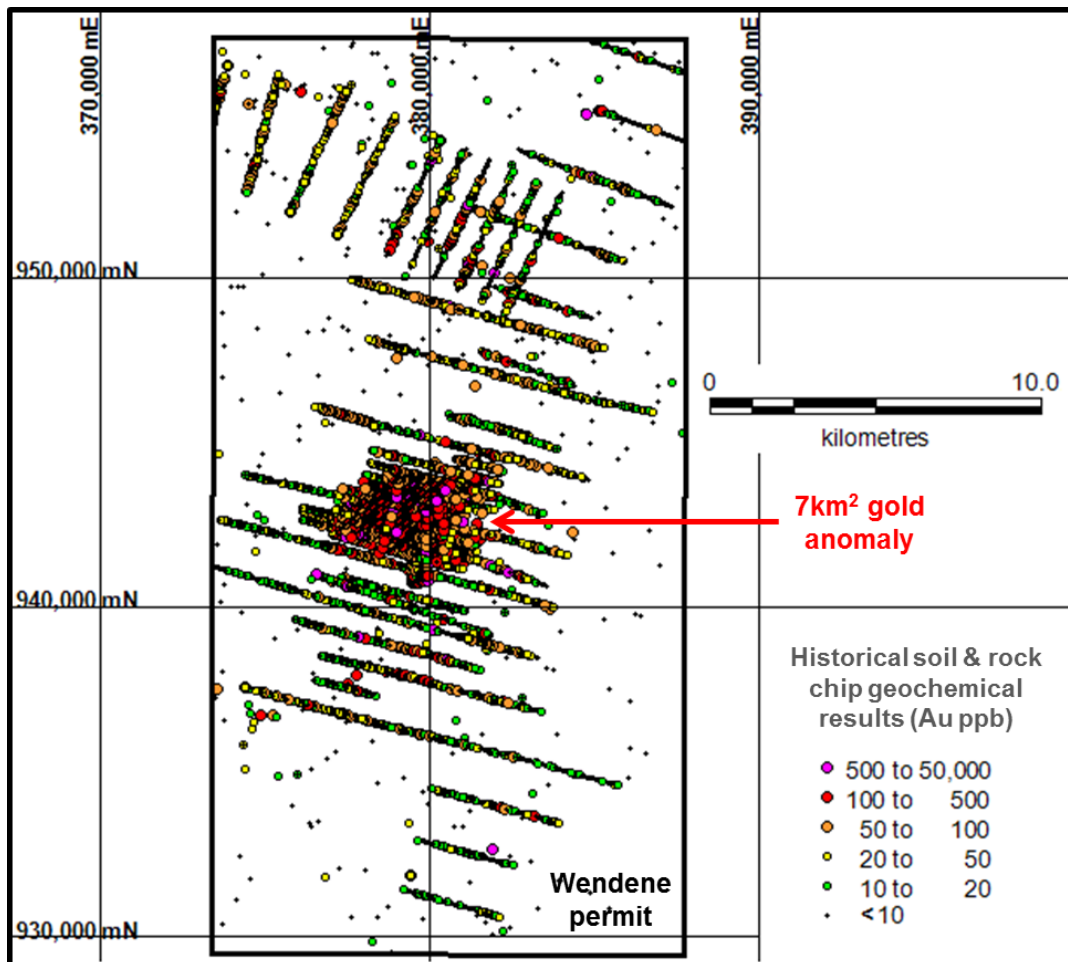 370,000 mE
380,000 mE
390,000 mE
950,000 mN
0 10.0
kilometres
7km² gold
anomaly
940,000 mN
Historical soil & rock
chip geochemical
results (Au ppb)
500 to 50,000
100 to 500
50 to 100
20 to 50
10 to 20
<10
Wendene
permit
930,000 mN